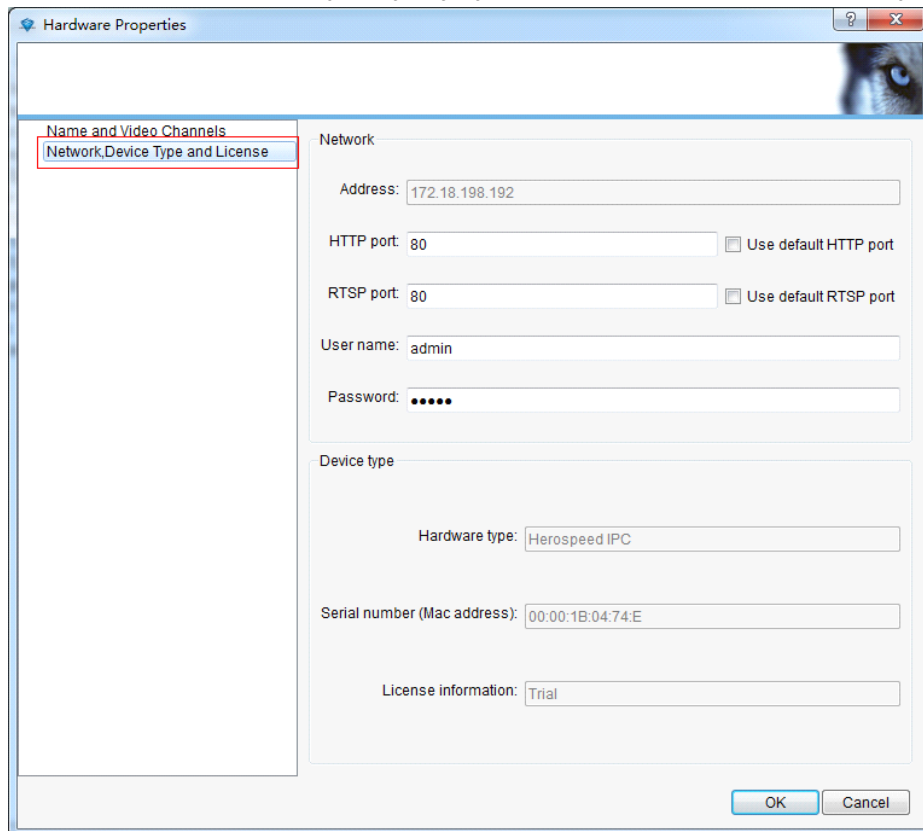 Hardware Properties
Name and Video Channels
Network,Device Type and License
Network
Address: 172.18.198.192
HTTP port: 80 Use default HTTP port
RTSP port: 80 Use default RTSP port
User name: admin
Password: •••••
Device type
Hardware type: Herospeed IPC
Serial number (Mac address): 00:00:1B:04:74:E
License information: Trial
OK Cancel